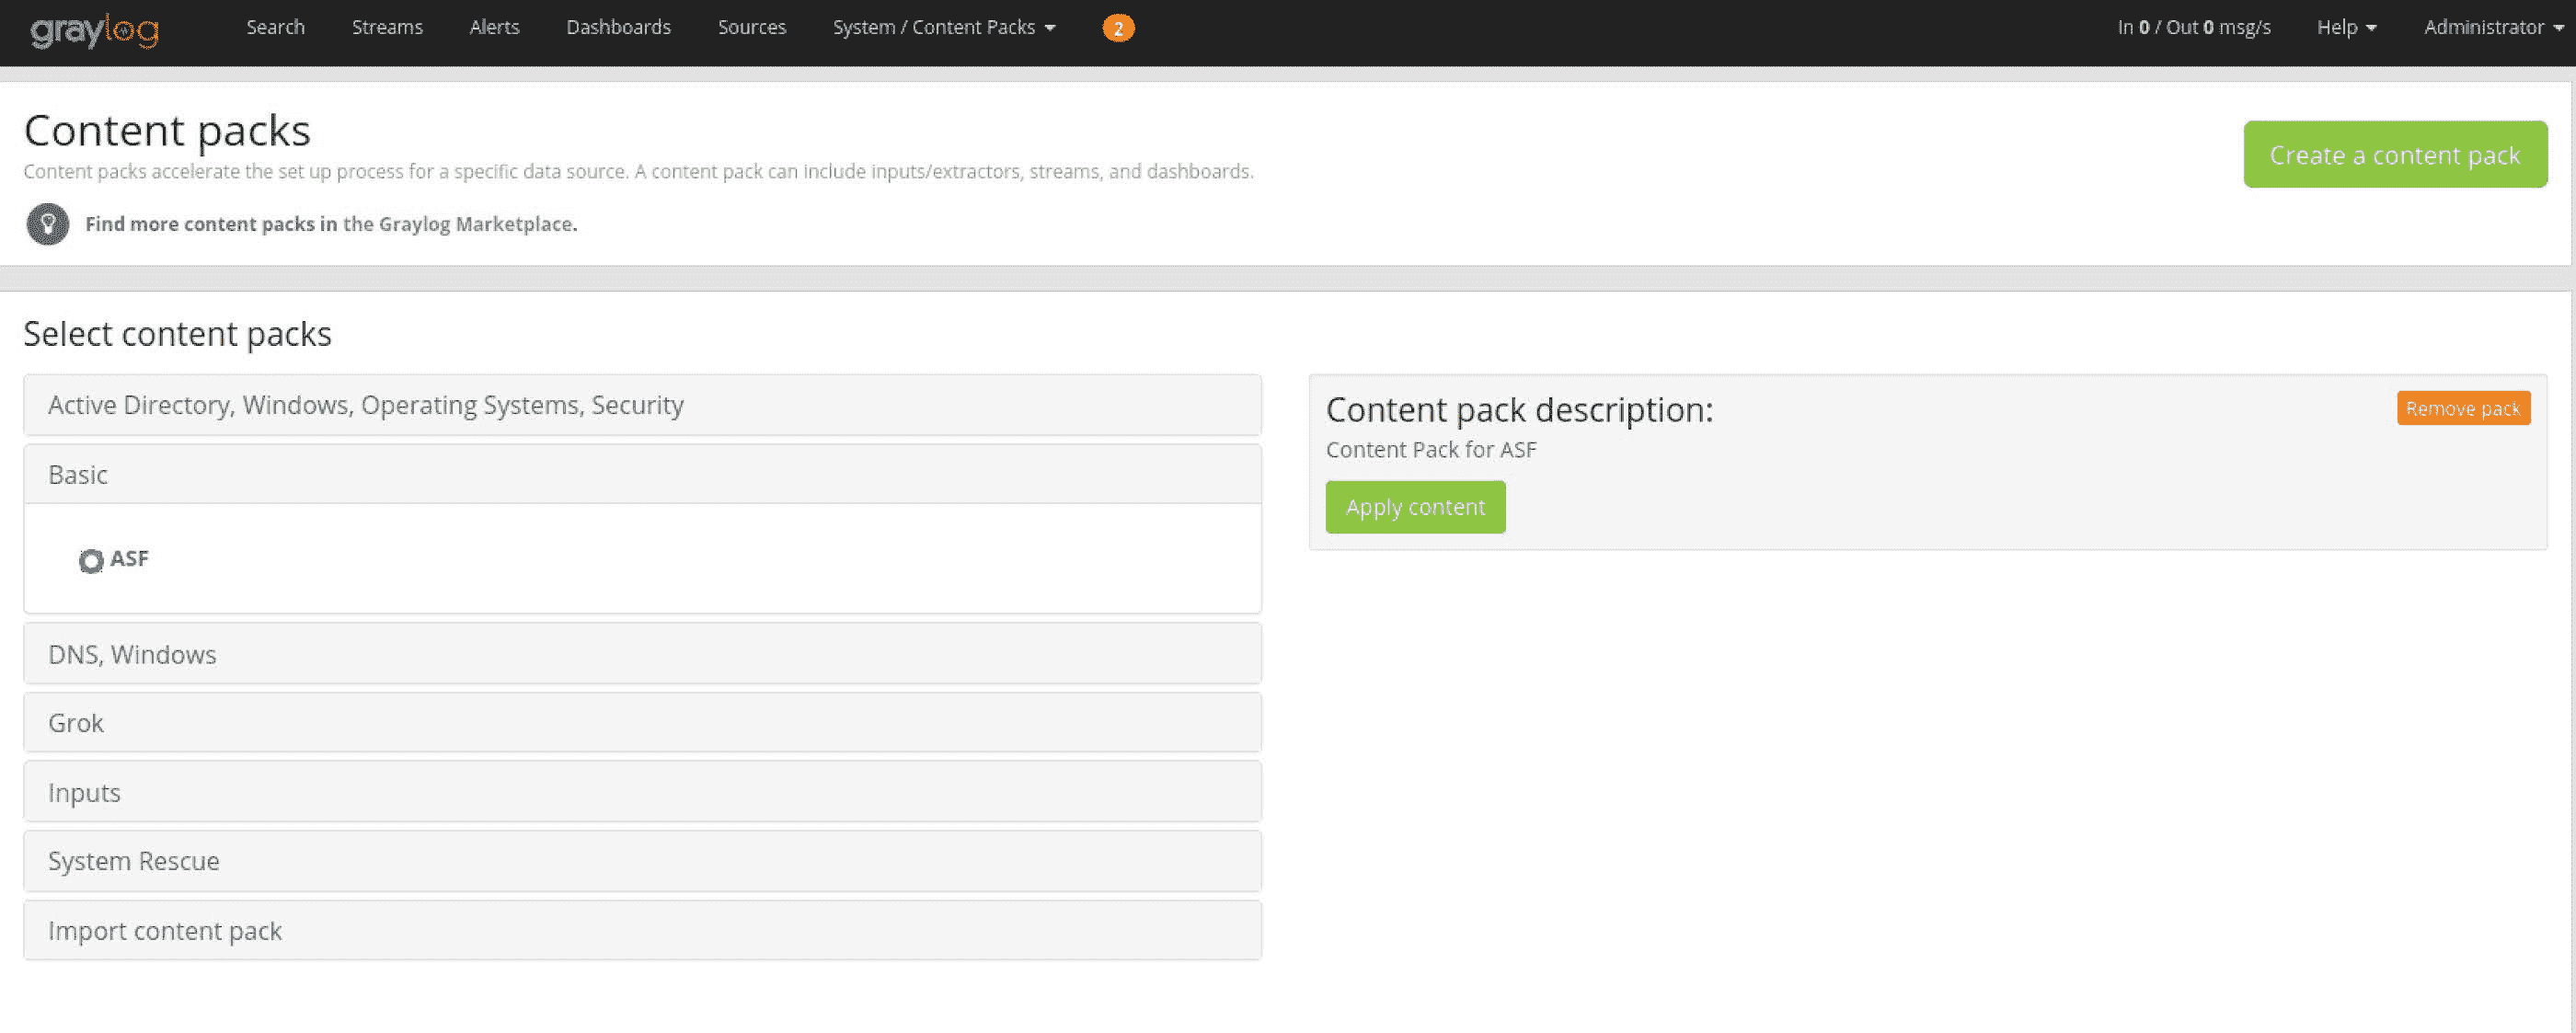 graylog Search Streams Alerts Dashboards Sources System / Content Packs 2 In 0 / Out 0 msg/s Help Administrator
Content packs
Create a content pack
Content packs accelerate the set up process for a specific data source. A content pack can include inputs/extractors, streams, and dashboards.
Find more content packs in the Graylog Marketplace.
Select content packs
Active Directory, Windows, Operating Systems, Security
Basic
ASF
DNS, Windows
Grok
Inputs
System Rescue
Import content pack
Content pack description:
Remove pack
Content Pack for ASF
Apply content